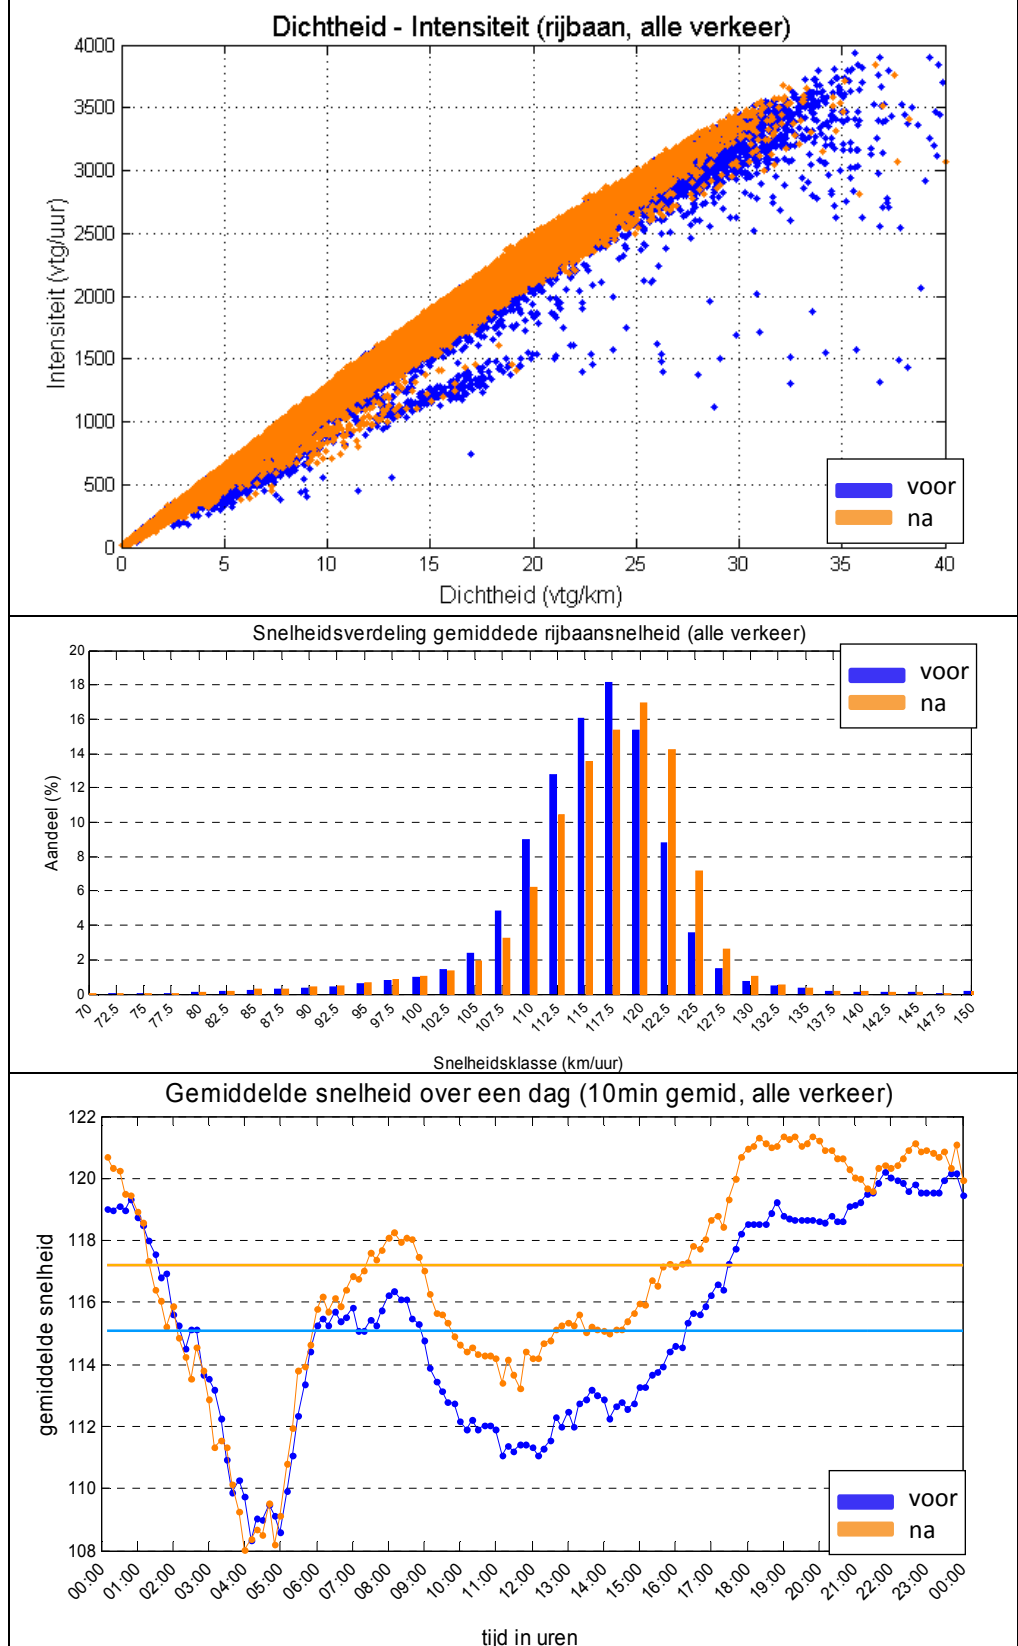 Dichtheid - Intensiteit (rijbaan, alle verkeer)
4000
3500
3000
2500
2000
1500
1000
500
0
Intensiteit (vtg/uur)
0 5 10 15 20 25 30 35 40
Dichtheid (vtg/km)
voor
na
Snelheidsverdeling gemiddede rijbaansnelheid (alle verkeer)
20
18
16
14
12
10
8
6
4
2
0
Aandeel (%)
70 72.5 75 77.5 80 82.5 85 87.5 90 92.5 95 97.5 100 102.5 105 107.5 110 112.5 115 117.5 120 122.5 125 127.5 130 132.5 135 137.5 140 142.5 145 147.5 150
Snelheidsklasse (km/uur)
voor
na
Gemiddelde snelheid over een dag (10min gemid, alle verkeer)
122
120
118
116
114
112
110
108
gemiddelde snelheid
00:00 01:00 02:00 03:00 04:00 05:00 06:00 07:00 08:00 09:00 10:00 11:00 12:00 13:00 14:00 15:00 16:00 17:00 18:00 19:00 20:00 21:00 22:00 23:00 00:00
tijd in uren
voor
na